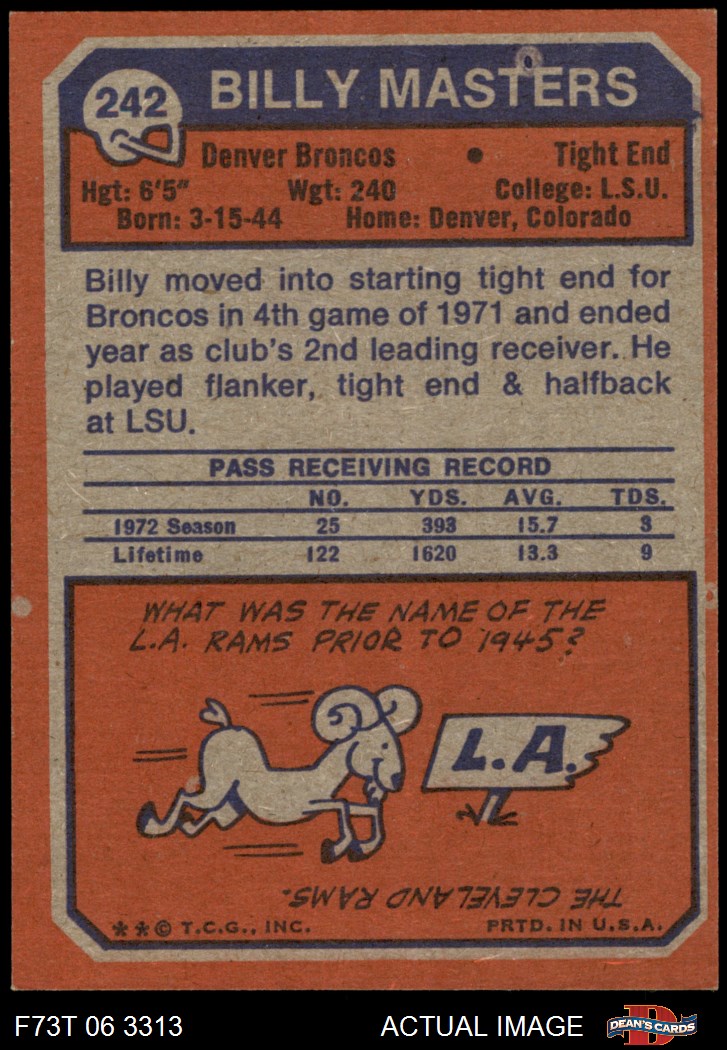 242 BILLY MASTERS
Denver Broncos • Tight End
Hgt: 6'5" Wgt: 240 College: L.S.U.
Born: 3-15-44 Home: Denver, Colorado
Billy moved into starting tight end for
Broncos in 4th game of 1971 and ended
year as club's 2nd leading receiver. He
played flanker, tight end & halfback
at LSU.
PASS RECEIVING RECORD
NO. YDS. AVG. TDS.
1972 Season 25 393 15.7 3
Lifetime 122 1620 13.3 9
WHAT WAS THE NAME OF THE
L.A. RAMS PRIOR TO 1945?
L.A.
THE CLEVELAND RAMS.
**© T.C.G., INC. PRTD. IN U.S.A.
F73T 06 3313 ACTUAL IMAGE D DEAN'S CARDS